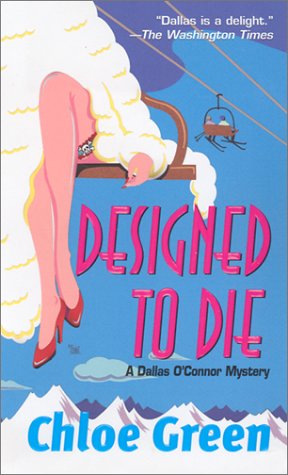 "Dallas is a delight."
—The Washington Times
DESIGNED
TO DIE
A Dallas O'Connor Mystery
Chloe Green